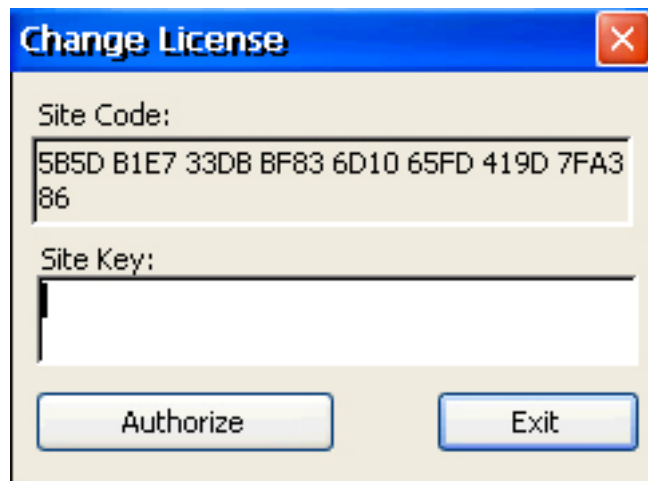 Change License
Site Code:
5B5D B1E7 33DB BF83 6D10 65FD 419D 7FA3
86
Site Key:
Authorize
Exit